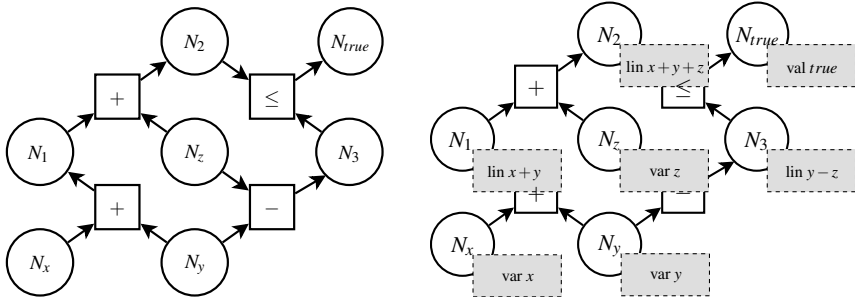 N2 Ntrue
+ ≤
N1 Nz N3
+ −
Nx Ny
N2 Ntrue
lin x+y+z val true
+ ≤
N1 Nz N3
lin x+y var z lin y−z
+ −
Nx Ny
var x var y